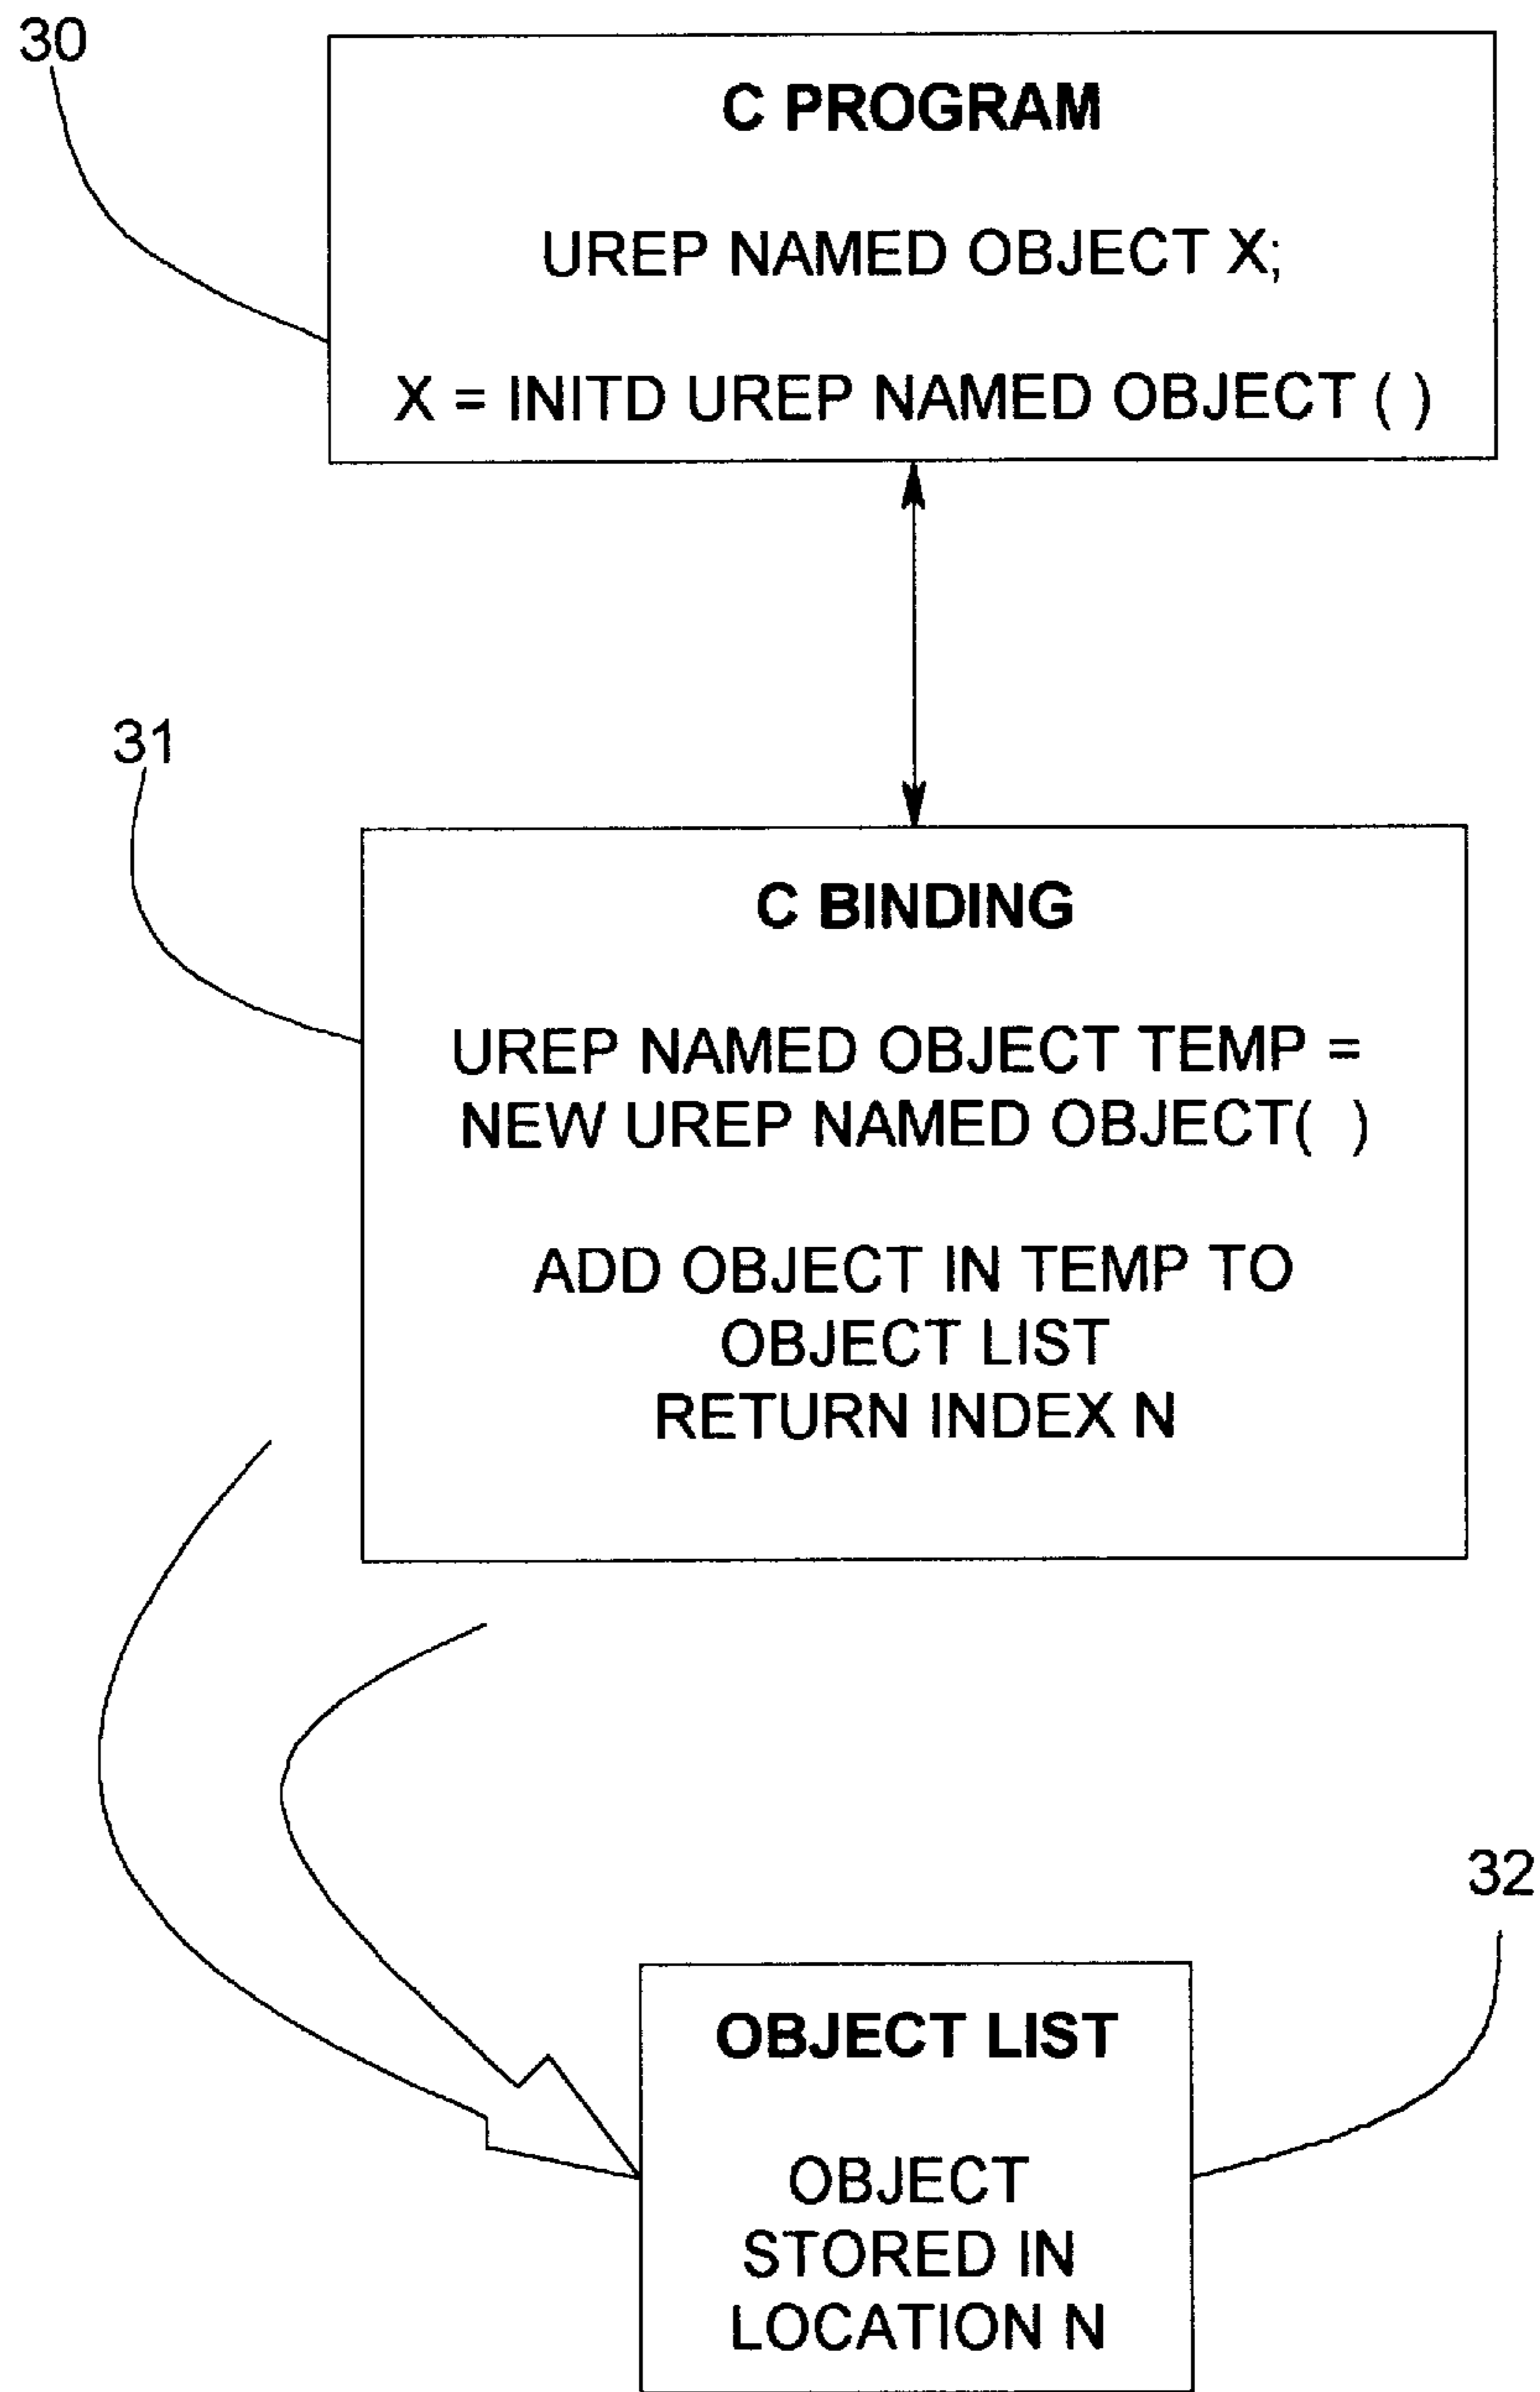 30
C PROGRAM
UREP NAMED OBJECT X;
X = INITD UREP NAMED OBJECT ( )
31
C BINDING
UREP NAMED OBJECT TEMP =
NEW UREP NAMED OBJECT( )
ADD OBJECT IN TEMP TO
OBJECT LIST
RETURN INDEX N
32
OBJECT LIST
OBJECT
STORED IN
LOCATION N